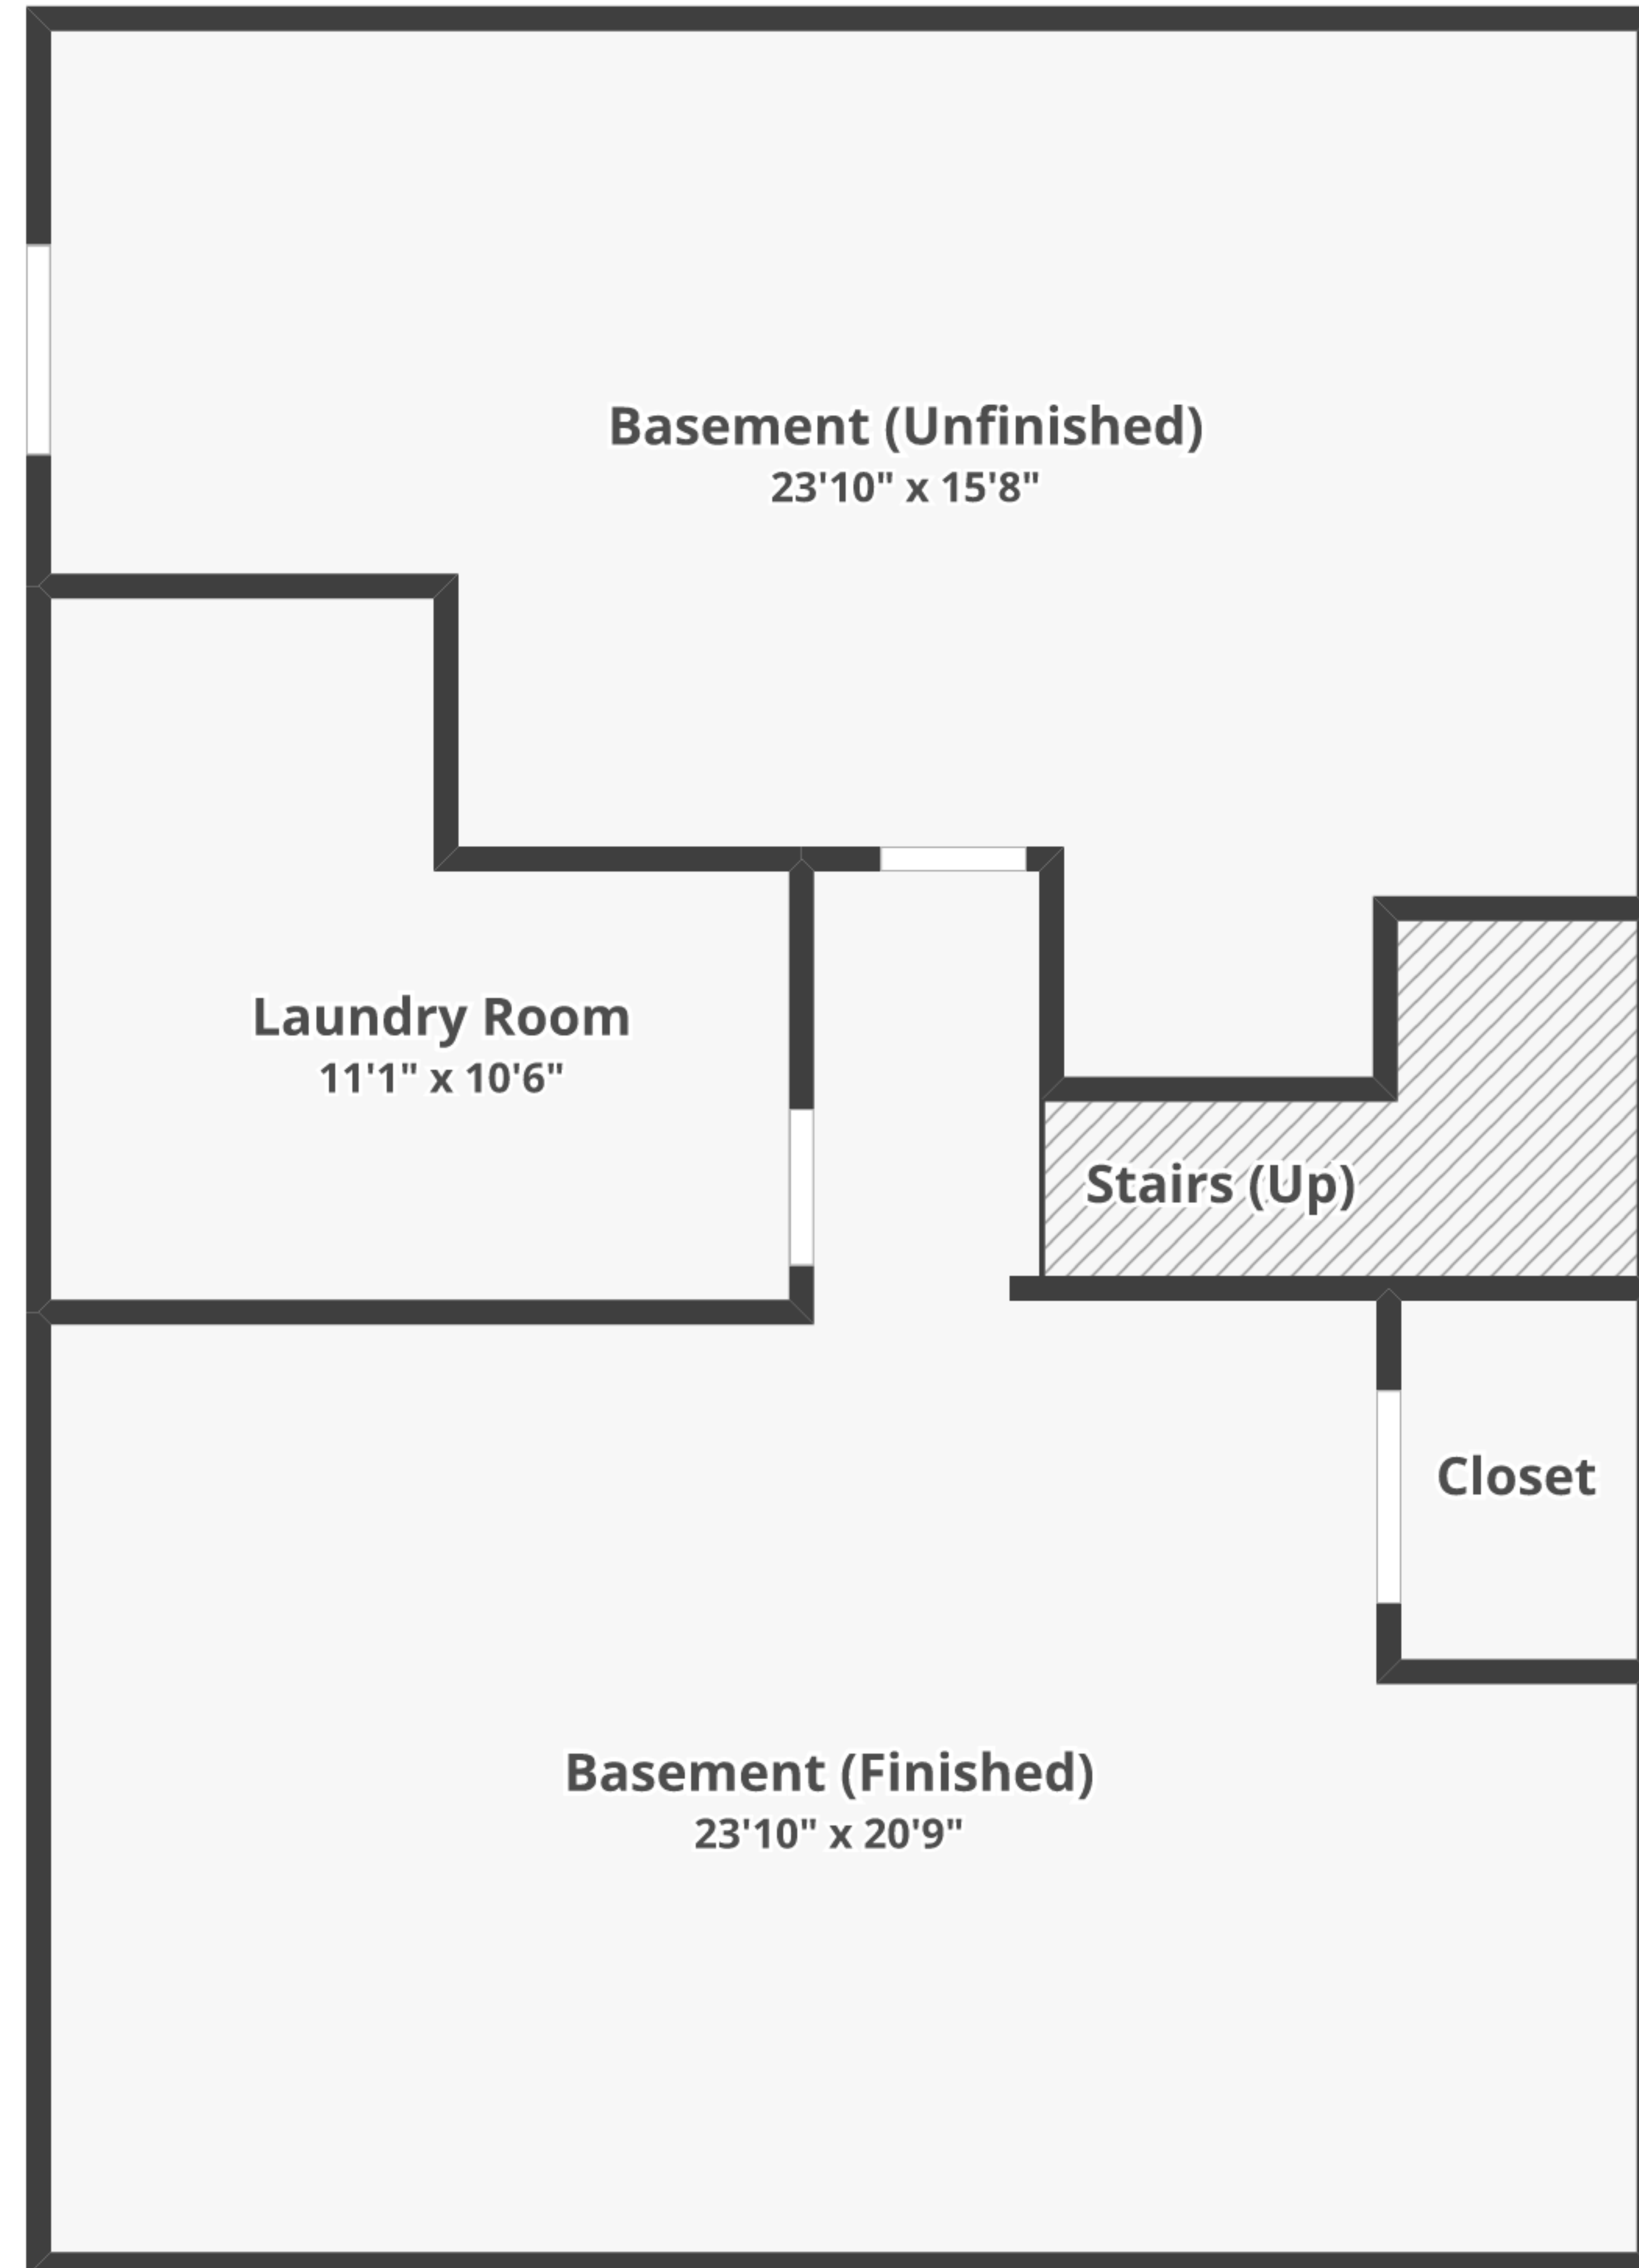 Basement (Unfinished)
23'10" x 15'8"
Laundry Room
11'1" x 10'6"
Stairs (Up)
Closet
Basement (Finished)
23'10" x 20'9"